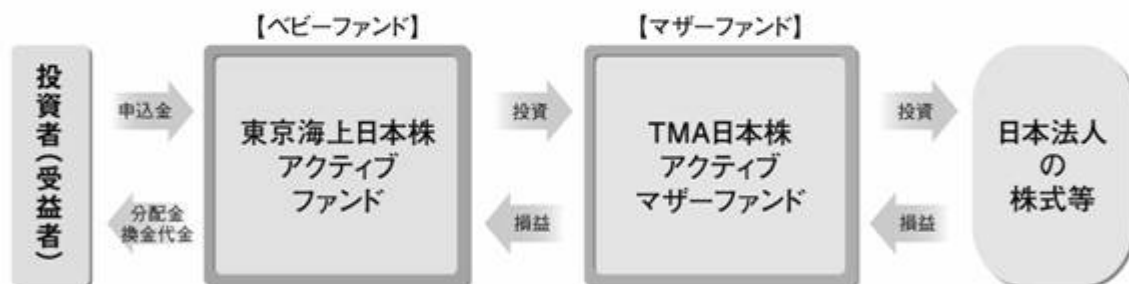 【ベビーファンド】
【マザーファンド】
投資者(受益者)
申込金
分配金
換金代金
東京海上日本株
アクティブ
ファンド
投資
損益
TMA日本株
アクティブ
マザーファンド
投資
損益
日本法人
の
株式等